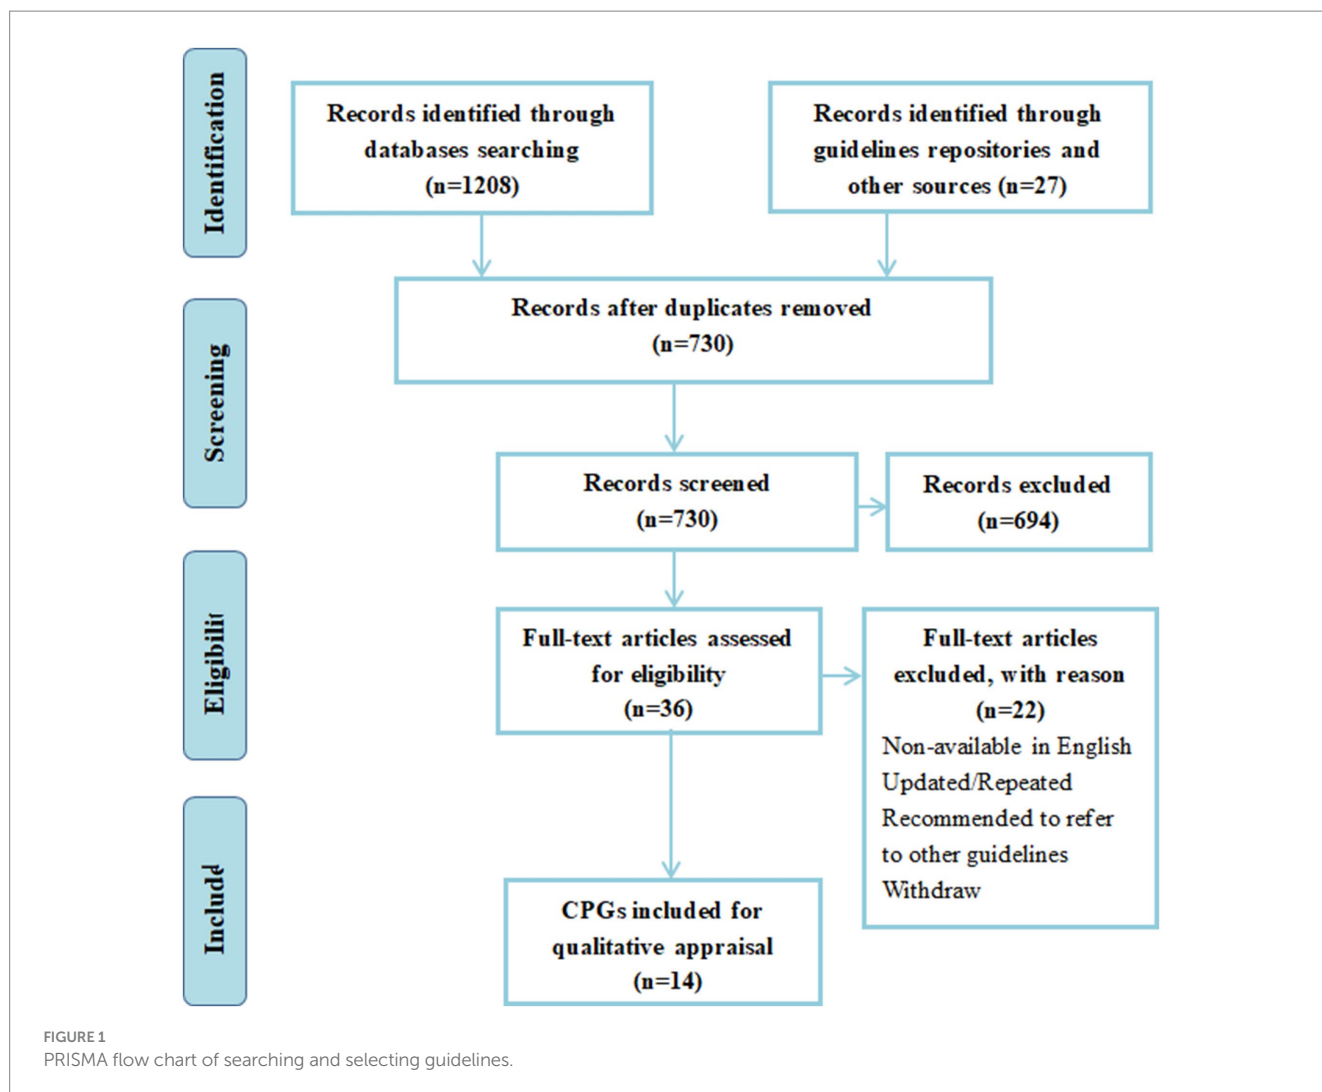 Identification
Records identified through
databases searching
(n=1208)
Records identified through
guidelines repositories and
other sources (n=27)
Records after duplicates removed
(n=730)
Screening
Records screened
(n=730)
Records excluded
(n=694)
Eligibilit
Full-text articles assessed
for eligibility
(n=36)
Full-text articles
excluded, with reason
(n=22)
Non-available in English
Updated/Repeated
Recommended to refer
to other guidelines
Withdraw
Include
CPGs included for
qualitative appraisal
(n=14)
FIGURE 1
PRISMA flow chart of searching and selecting guidelines.